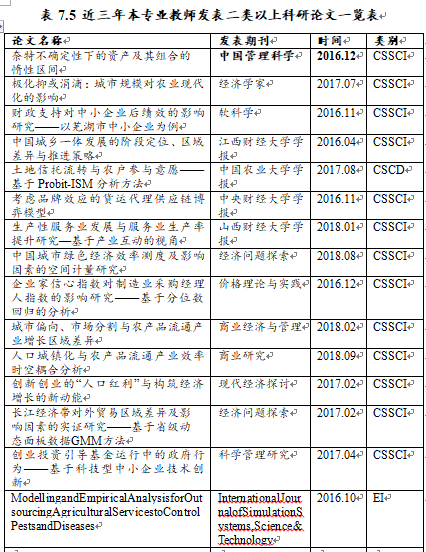 表 7.5 近三年本专业教师发表二类以上科研论文一览表
论文名称 发表期刊 时间 类别
奈特不确定性下的资产及其组合的 中国管理科学 2016.12 CSSCI
惰性区间
极化抑或涓滴:城市规模对农业现代 经济学家 2017.07 CSSCI
化的影响
财政支持对中小企业后绩效的影响 软科学 2016.11 CSSCI
研究——以芜湖市中小企业为例
中国城乡一体发展的阶段定位、区域 江西财经大学学 2016.04 CSSCI
差异与推进策略 报
土地信托流转与农户参与意愿—— 中国农业大学学 2017.08 CSCD
基于 Probit-ISM 分析方法 报
考虑品牌效应的货运代理供应链博 中央财经大学学 2016.11 CSSCI
弈模型 报
生产性服务业发展与服务业生产率 山西财经大学学 2018.01 CSSCI
提升研究—基于产业互动的视角 报
中国城市绿色经济效率测度及影响 经济问题探索 2018.08 CSSCI
因素的空间计量研究
企业家信心指数对制造业采购经理 价格理论与实践 2016.12 CSSCI
人指数的影响研究——基于分位数
回归的分析
城市偏向、市场分割与农产品流通产 商业经济与管理 2018.02 CSSCI
业增长区域差异
人口城镇化与农产品流通产业效率 商业研究 2018.09 CSSCI
时空耦合分析
创新创业的“人口红利”与构筑经济 现代经济探讨 2017.02 CSSCI
增长的新动能
长江经济带对外贸易区域差异及影 经济问题探索 2017.02 CSSCI
响因素的实证研究——基于省级动
态面板数据GMM方法
创业投资引导基金运行中的政府行 科学管理研究 2017.04 CSSCI
为——基于科技型中小企业技术创
新
ModellingandEmpiricalAnalysisforOut InternationalJour 2016.10 EI
sourcingAgriculturalServicestoControl nalofSimulationS
PestsandDiseases ystems,Science&
Technology